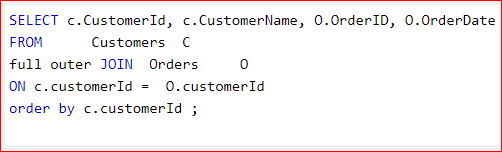 SELECT c.CustomerId, c.CustomerName, O.OrderID, O.OrderDate
FROM      Customers  C
full outer JOIN  Orders     O
ON c.customerId =  O.customerId
order by c.customerId ;